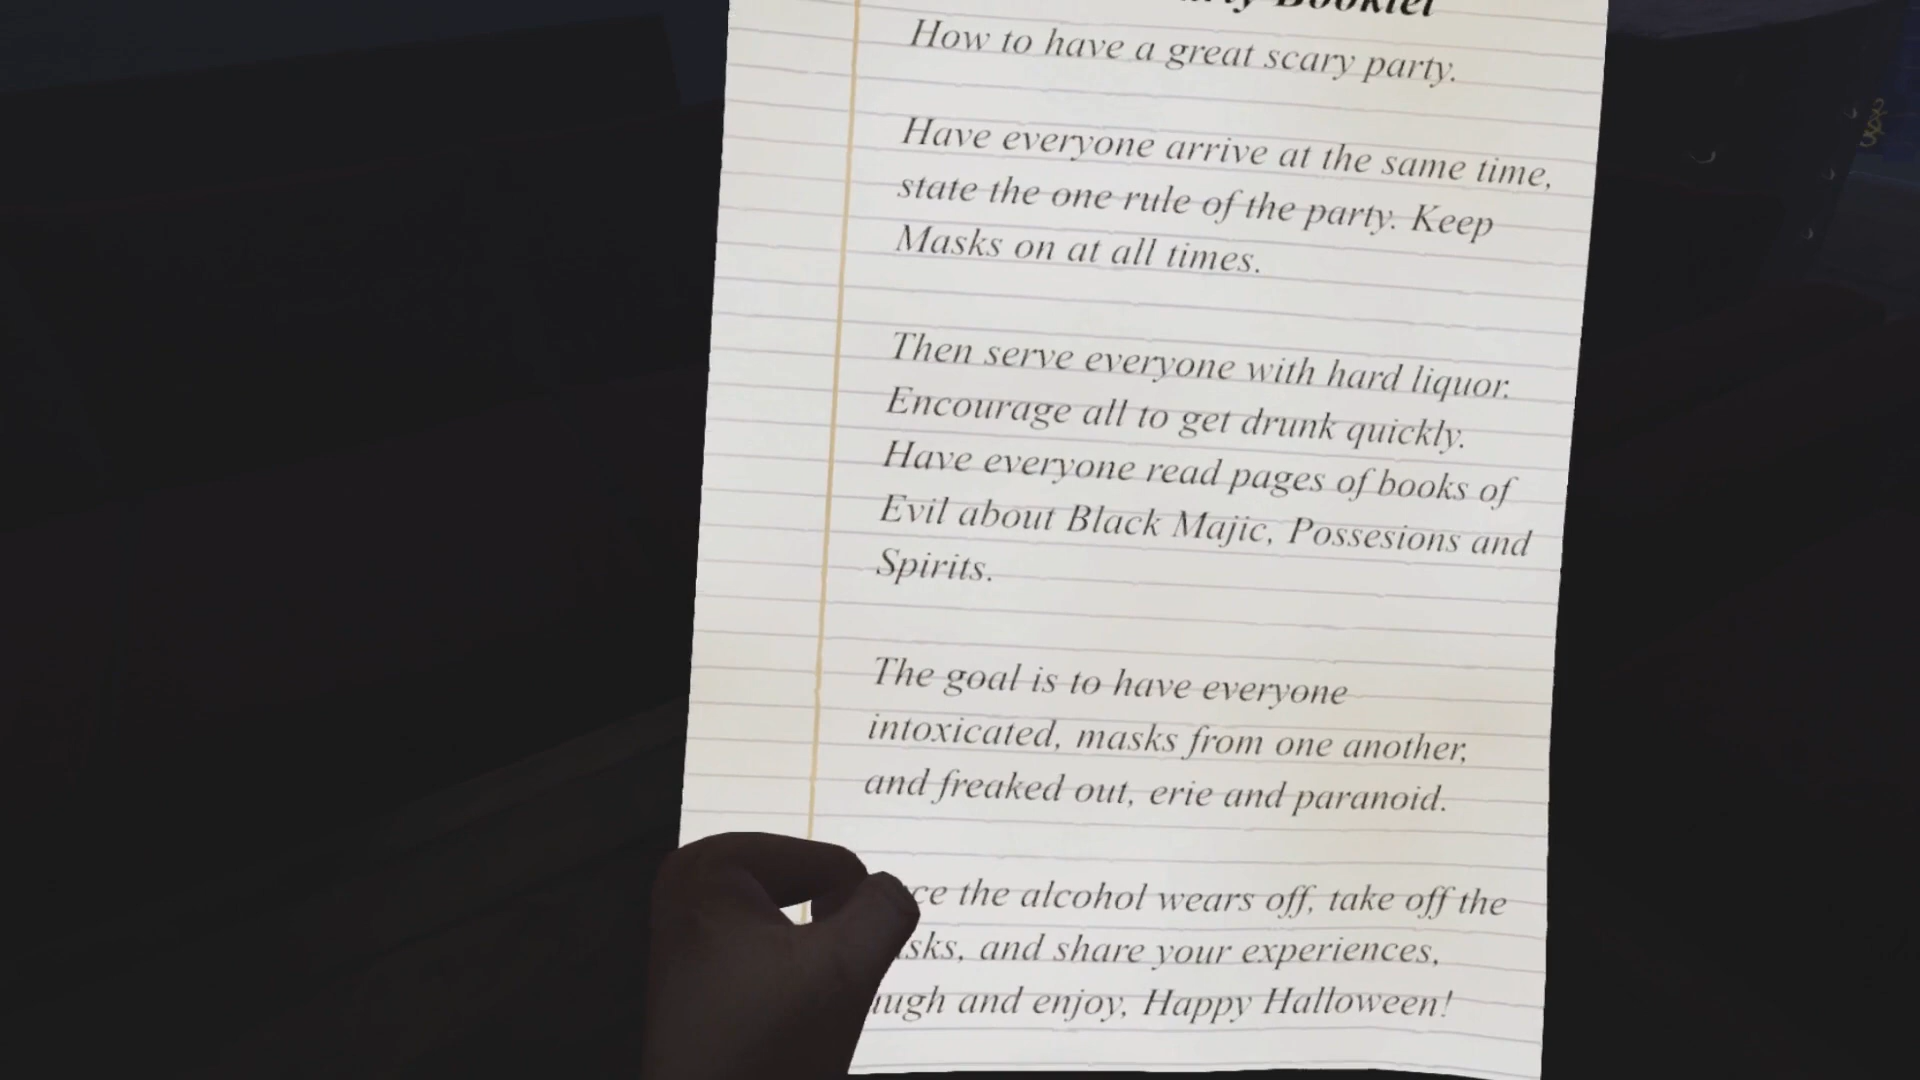 Booklet
How to have a great scary party.
Have everyone arrive at the same time,
state the one rule of the party. Keep
Masks on at all times.
Then serve everyone with hard liquor.
Encourage all to get drunk quickly.
Have everyone read pages of books of
Evil about Black Majic, Possesions and
Spirits.
The goal is to have everyone
intoxicated, masks from one another,
and freaked out, erie and paranoid.
the alcohol wears off, take off the
and share your experiences,
and enjoy, Happy Halloween!